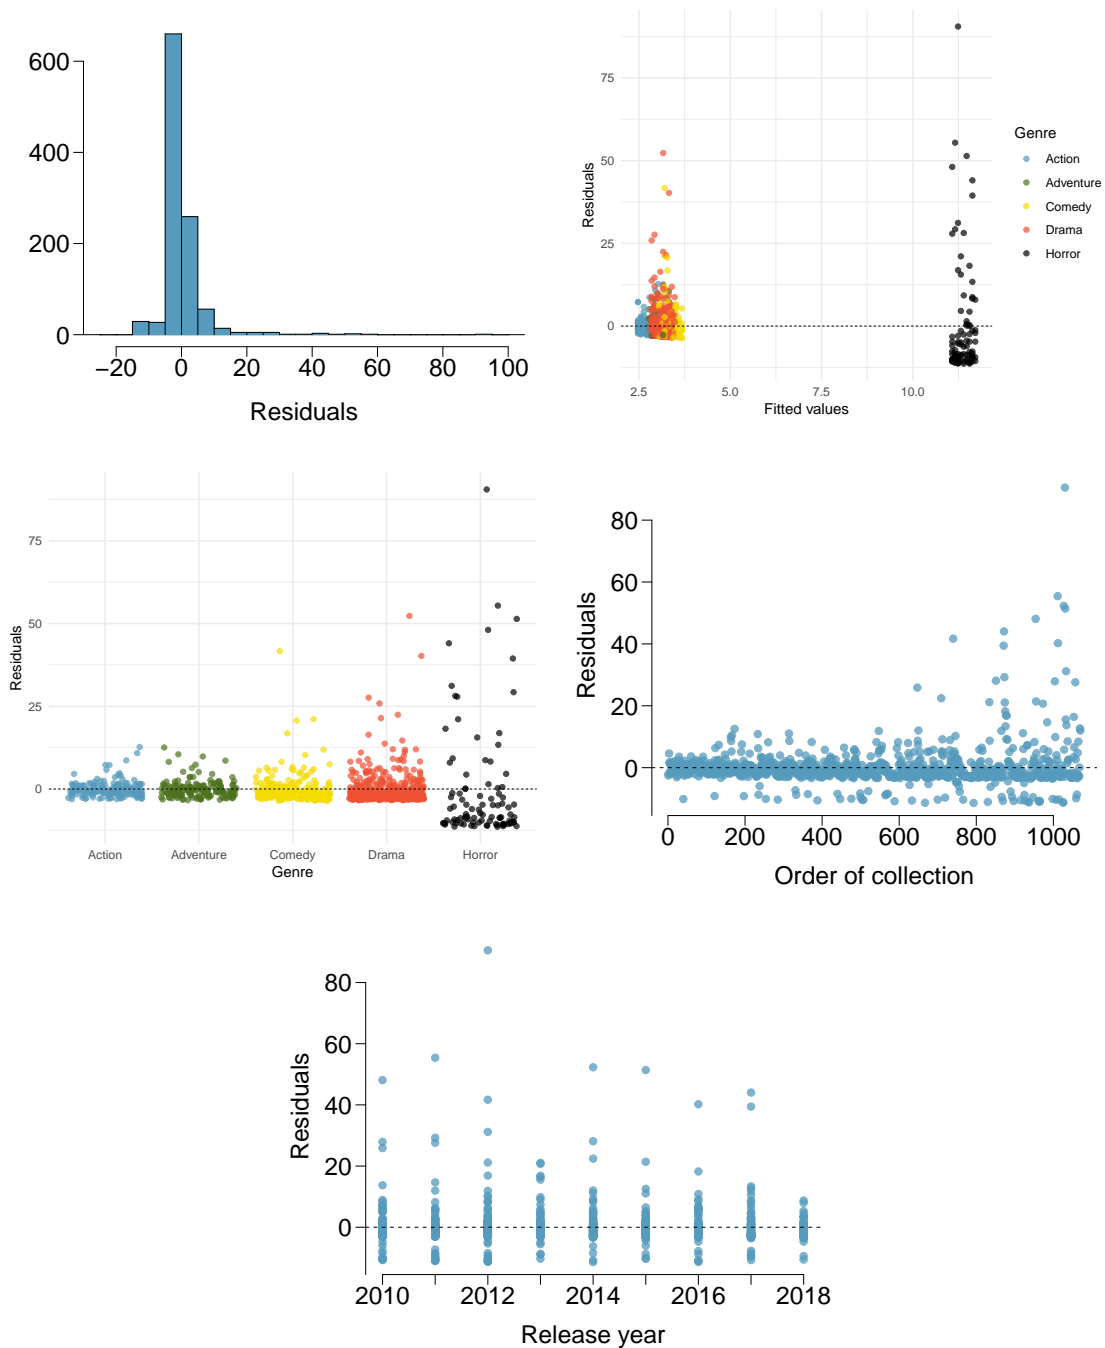 600
400
200
0
−20 0 20 40 60 80 100
Residuals
75
50
25
0
Residuals
2.5 5.0 7.5 10.0
Fitted values
Genre
Action
Adventure
Comedy
Drama
Horror
75
50
25
0
Residuals
Action Adventure Comedy Drama Horror
Genre
80
60
40
20
0
Residuals
0 200 400 600 800 1000
Order of collection
80
60
40
20
0
Residuals
2010 2012 2014 2016 2018
Release year